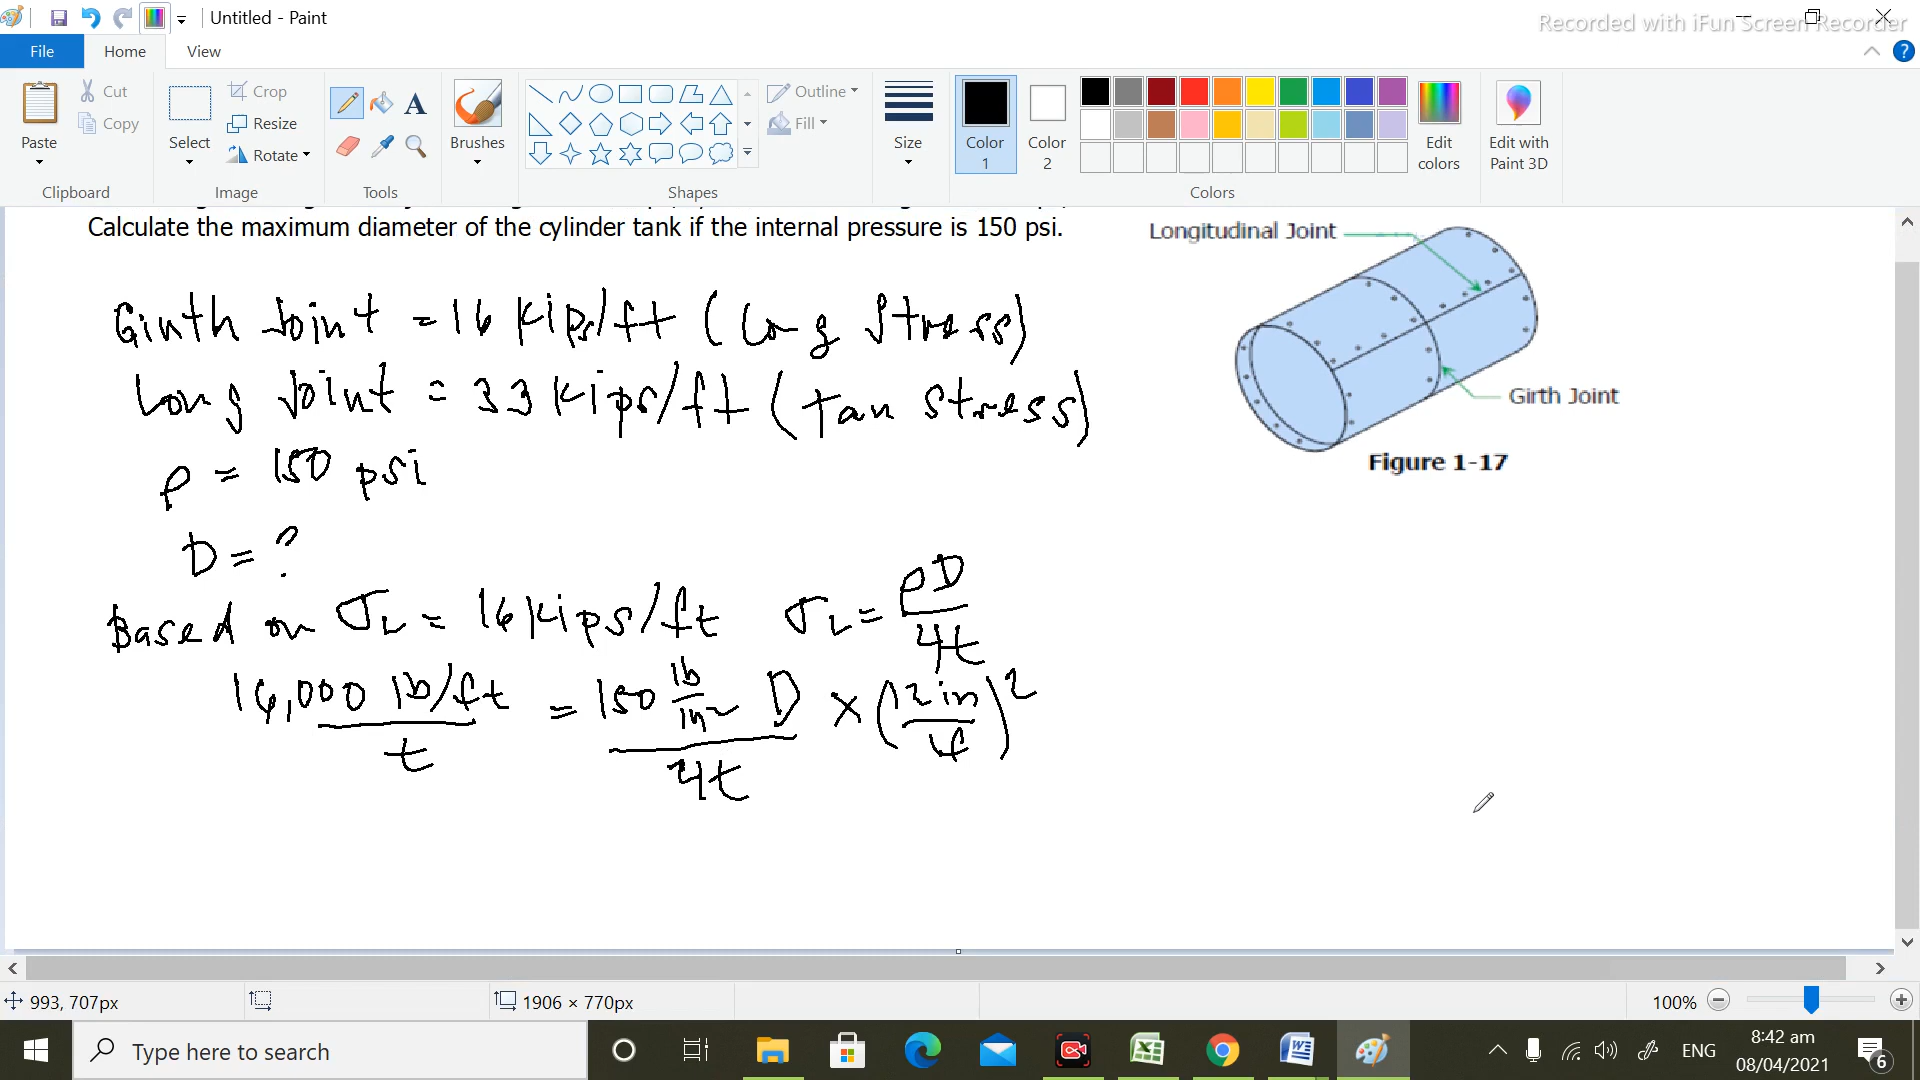 Untitled - Paint
Recorded with iFun Screen Recorder
File Home View
Paste
Cut
Copy
Clipboard
Select
Crop
Resize
Rotate
Image
A
Tools
Brushes
Shapes
Outline
Fill
Size
Color 1
Color 2
Colors
Edit colors
Edit with Paint 3D
Calculate the maximum diameter of the cylinder tank if the internal pressure is 150 psi.
Girth Joint = 16 kips/ft (Long Stress)
Long Joint = 33 kips/ft (tan stress)
ρ = 150 psi
D = ?
Based on σL = 16 kips/ft σL = ρD/4t
16,000 lb/ft / t = 150 lb/in² D / 4t × (12 in / 1f)²
Longitudinal Joint
Girth Joint
Figure 1-17
993, 707px
1906 × 770px
100%
Type here to search
ENG
8:42 am
08/04/2021
6